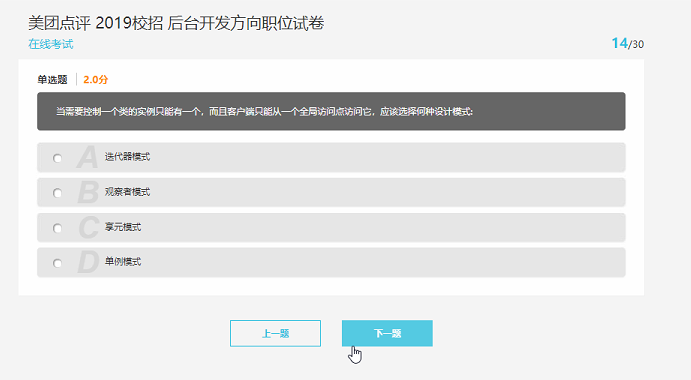 美团点评 2019校招 后台开发方向职位试卷
在线考试
14/30
单选题 2.0分
当需要控制一个类的实例只能有一个，而且客户端只能从一个全局访问点访问它，应该选择何种设计模式:
A 迭代器模式
B 观察者模式
C 享元模式
D 单例模式
上一题 下一题